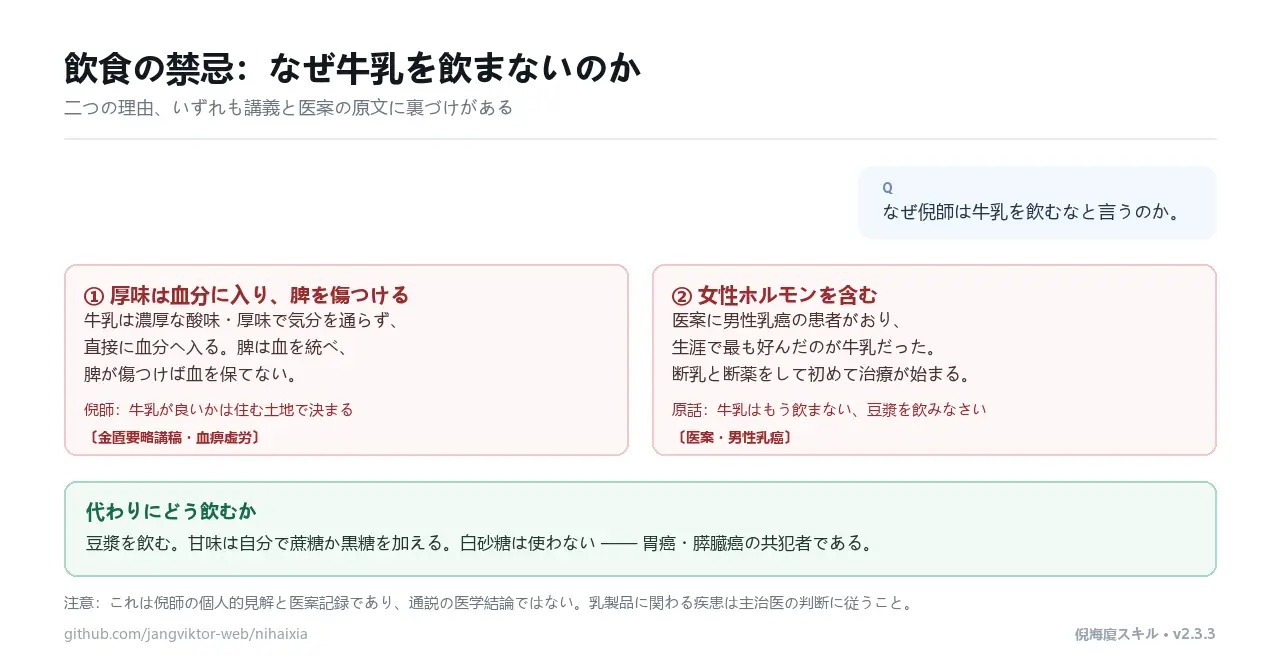 飲食の禁忌：なぜ牛乳を飲まないのか
二つの理由、いずれも講義と医案の原文に裏づけがある
Q
なぜ倪師は牛乳を飲むなと言うのか。
① 厚味は血分に入り、脾を傷つける
牛乳は濃厚な酸味・厚味で気分を通らず、
直接に血分へ入る。脾は血を統べ、
脾が傷つけば血を保てない。
倪師：牛乳が良いかは住む土地で決まる
〔金匱要略講稿・血痹虚労〕
② 女性ホルモンを含む
医案に男性乳癌の患者がおり、
生涯で最も好んだのが牛乳だった。
断乳と断薬をして初めて治療が始まる。
原話：牛乳はもう飲まない、豆漿を飲みなさい
〔医案・男性乳癌〕
代わりにどう飲むか
豆漿を飲む。甘味は自分で蔗糖か黒糖を加える。白砂糖は使わない —— 胃癌・膵臓癌の共犯者である。
注意：これは倪師の個人的見解と医案記録であり、通説の医学結論ではない。乳製品に関わる疾患は主治医の判断に従うこと。
github.com/jangviktor-web/nihaixia
倪海廈スキル • v2.3.3